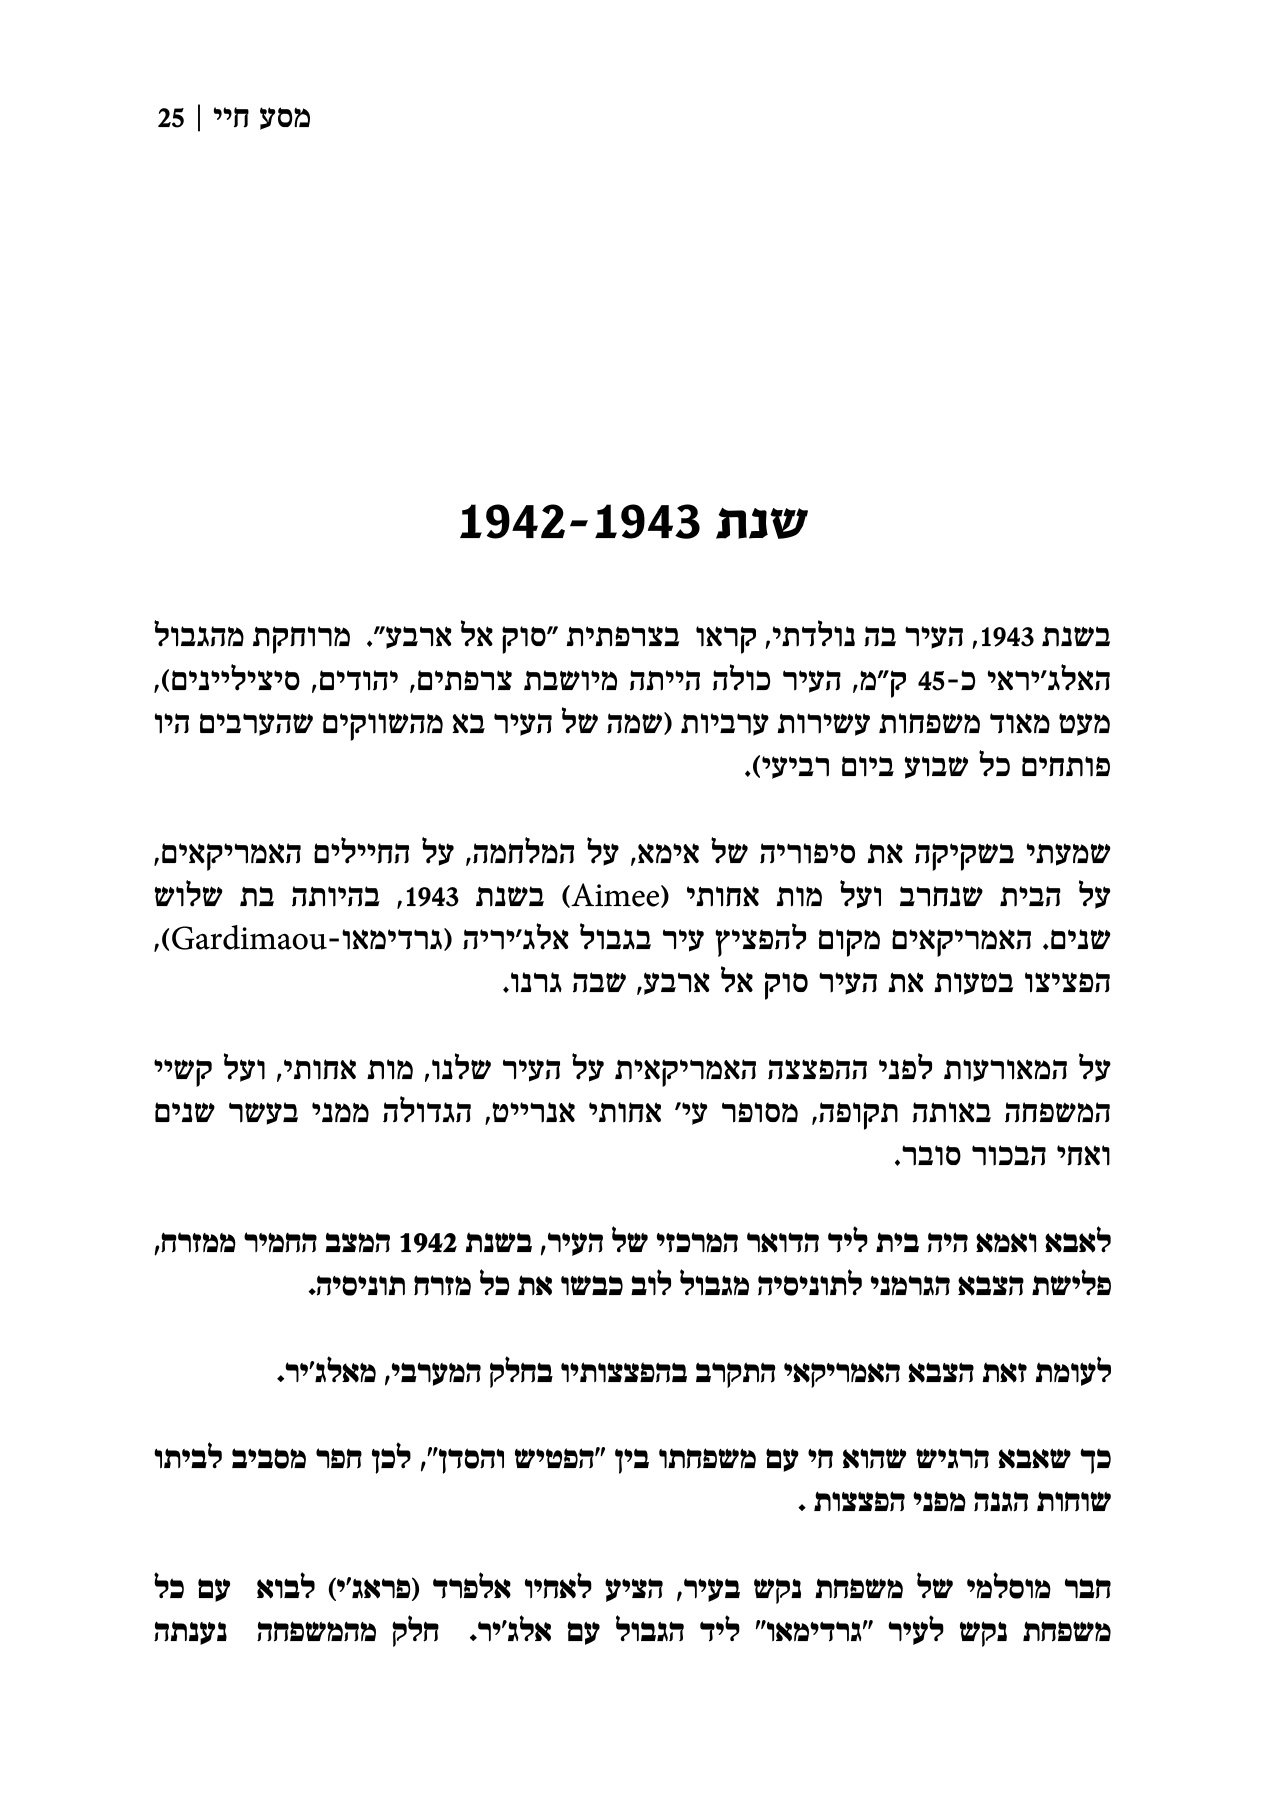 מסע חיי | 25
שנת 1942-1943
בשנת 1943, העיר בה נולדתי, קראו בצרפתית "סוק אל ארבע". מרוחקת מהגבול
האלג'יראי כ-45 ק"מ, העיר כולה הייתה מיושבת צרפתים, יהודים, סיציליינים),
מעט מאוד משפחות עשירות ערביות (שמה של העיר בא מהשווקים שהערבים היו
פותחים כל שבוע ביום רביעי).
שמעתי בשקיקה את סיפוריה של אימא, על המלחמה, על החיילים האמריקאים,
על הבית שנחרב ועל מות אחותי (Aimee) בשנת 1943, בהיותה בת שלוש
שנים. האמריקאים מקום להפציץ עיר בגבול אלג'יריה (גרדימאו-Gardimaou),
הפציצו בטעות את העיר סוק אל ארבע, שבה גרנו.
על המאורעות לפני ההפצצה האמריקאית על העיר שלנו, מות אחותי, ועל קשיי
המשפחה באותה תקופה, מסופר עי' אחותי אנרייט, הגדולה ממני בעשר שנים
ואחי הבכור סובר.
לאבא ואמא היה בית ליד הדואר המרכזי של העיר, בשנת 1942 המצב החמיר ממזרח,
פלישת הצבא הגרמני לתוניסיה מגבול לוב כבשו את כל מזרח תוניסיה.
לעומת זאת הצבא האמריקאי התקרב בהפצצותיו בחלק המערבי, מאלג'יר.
כך שאבא הרגיש שהוא חי עם משפחתו בין "הפטיש והסדן", לכן חפר מסביב לביתו
שוחות הגנה מפני הפצצות .
חבר מוסלמי של משפחת נקש בעיר, הציע לאחיו אלפרד (פראג'י) לבוא עם כל
משפחת נקש לעיר "גרדימאו" ליד הגבול עם אלג'יר. חלק מהמשפחה נענתה